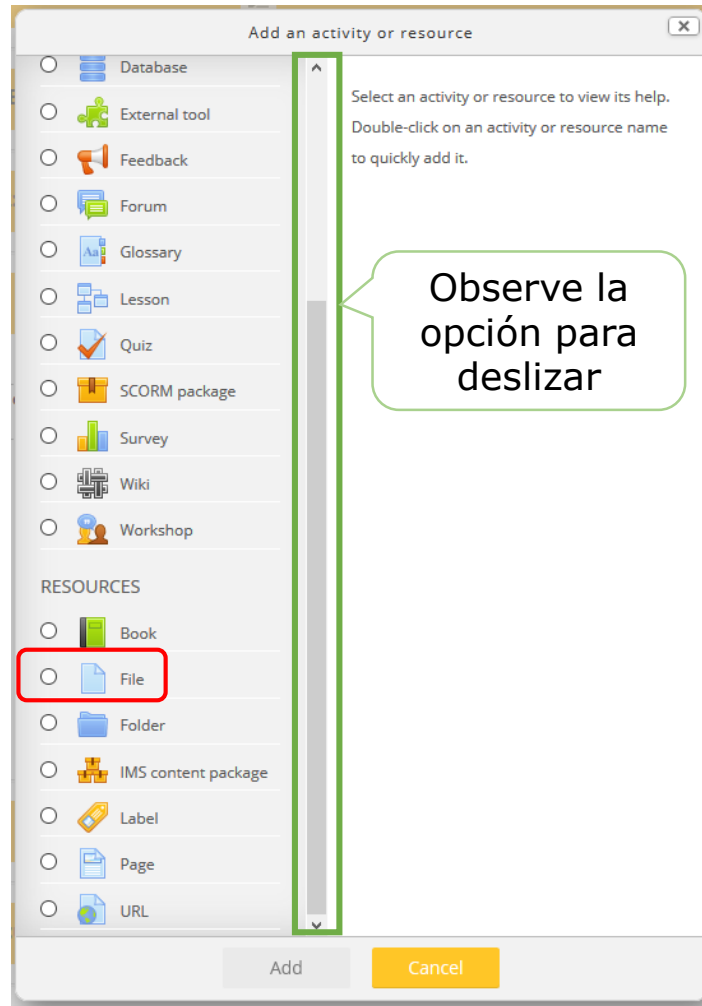 Add an activity or resource
Database
External tool
Feedback
Forum
Glossary
Lesson
Quiz
SCORM package
Survey
Wiki
Workshop
RESOURCES
Book
File
Folder
IMS content package
Label
Page
URL
Select an activity or resource to view its help.
Double-click on an activity or resource name
to quickly add it.
Observe la
opción para
deslizar
Add
Cancel